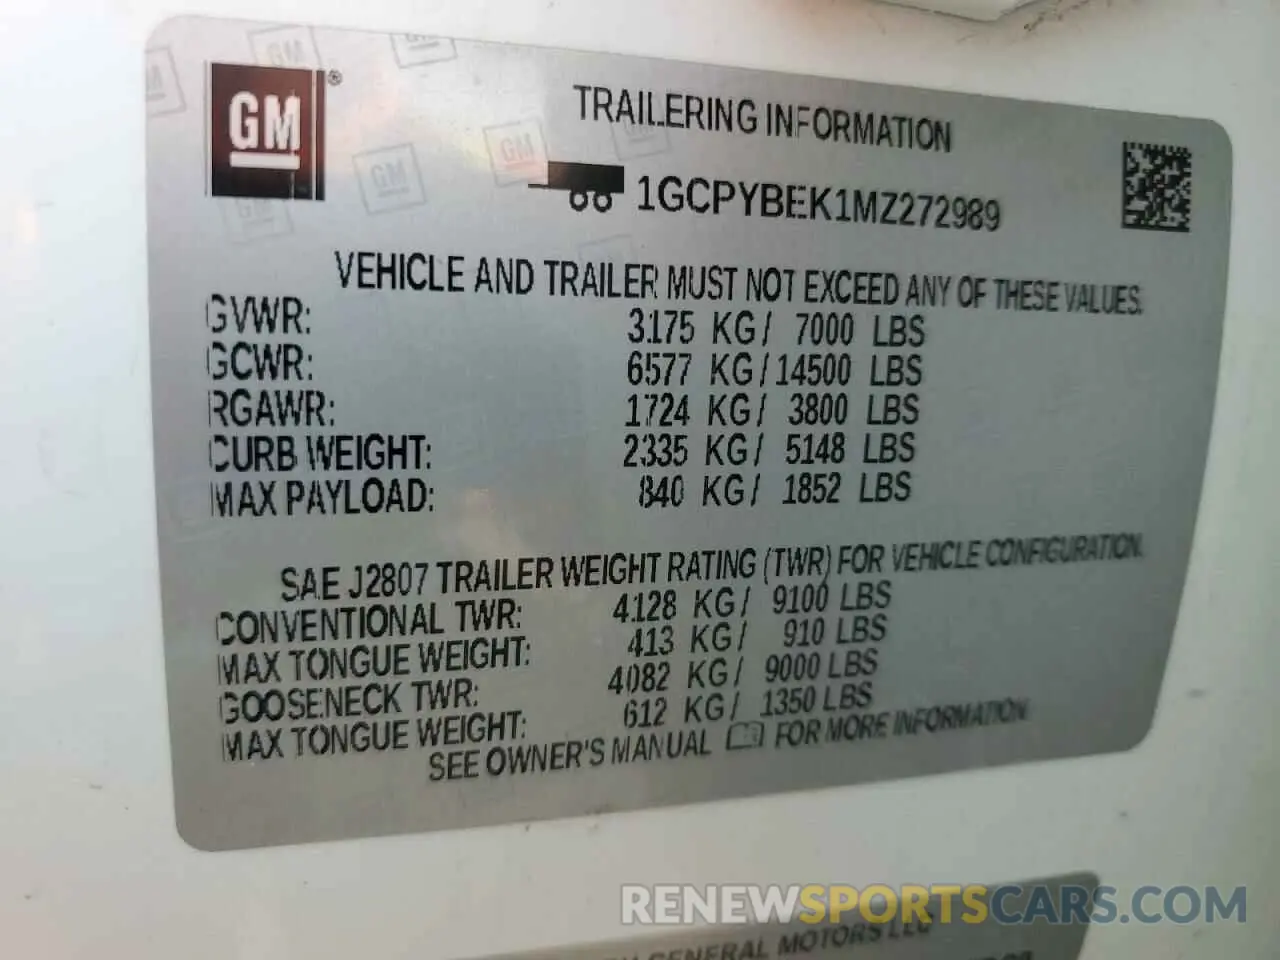 GM ®
TRAILERING INFORMATION
1GCPYBEK1MZ272989
VEHICLE AND TRAILER MUST NOT EXCEED ANY OF THESE VALUES.
GVWR: 3175 KG/ 7000 LBS
GCWR: 6577 KG/14500 LBS
RGAWR: 1724 KG/ 3800 LBS
CURB WEIGHT: 2335 KG/ 5148 LBS
MAX PAYLOAD: 840 KG/ 1852 LBS
SAE J2807 TRAILER WEIGHT RATING (TWR) FOR VEHICLE CONFIGURATION.
CONVENTIONAL TWR: 4128 KG/ 9100 LBS
MAX TONGUE WEIGHT: 413 KG/ 910 LBS
GOOSENECK TWR: 4082 KG/ 9000 LBS
MAX TONGUE WEIGHT: 612 KG/ 1350 LBS
SEE OWNER'S MANUAL FOR MORE INFORMATION
RENEWSPORTSCARS.COM
GENERAL MOTORS LLC